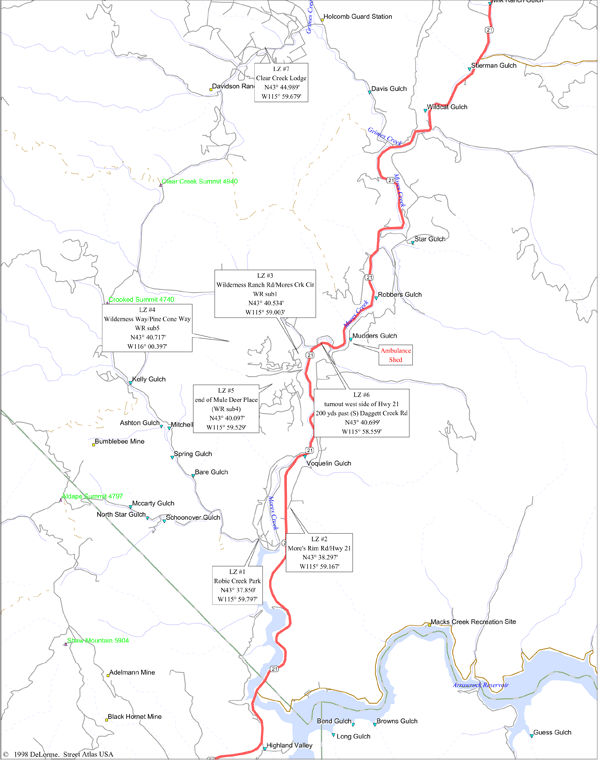 Milk Ranch Gulch
Holcomb Guard Station
Grimes Creek
21
LZ #7
Clear Creek Lodge
N43° 44.989'
W115° 59.679'
Stierman Gulch
Davidson Ran
Davis Gulch
Wildcat Gulch
Grimes Creek
21
Mores Creek
Clear Creek Summit 4940
Star Gulch
LZ #3
Wilderness Ranch Rd/Mores Crk Cir
WR sub1
N43° 40.534'
W115° 59.003'
21
Robbers Gulch
Crooked Summit 4740
LZ #4
Wilderness Way/Pine Cone Way
WR sub5
N43° 40.717'
W116° 00.397'
Mores Creek
Mudders Gulch
21
Ambulance
Shed
Kelly Gulch
LZ #5
end of Mule Deer Place
(WR sub4)
N43° 40.097'
W115° 59.529'
LZ #6
turnout west side of Hwy 21
200 yds past (S) Daggett Creek Rd
N43° 40.699'
W115° 58.559'
Ashton Gulch
Mitchell
Bumblebee Mine
21
Spring Gulch
Voquelin Gulch
Bare Gulch
Aldape Summit 4797
Mccarty Gulch
North Star Gulch
Schoonover Gulch
Mores Creek
LZ #2
More's Rim Rd/Hwy 21
N43° 38.297'
W115° 59.167'
LZ #1
Robie Creek Park
N43° 37.850'
W115° 59.797'
Macks Creek Recreation Site
Shaw Mountain 5904
21
Adelmann Mine
Arrowrock Reservoir
Black Hornet Mine
Bond Gulch
Browns Gulch
Long Gulch
Guess Gulch
Highland Valley
© 1998 DeLorme. Street Atlas USA